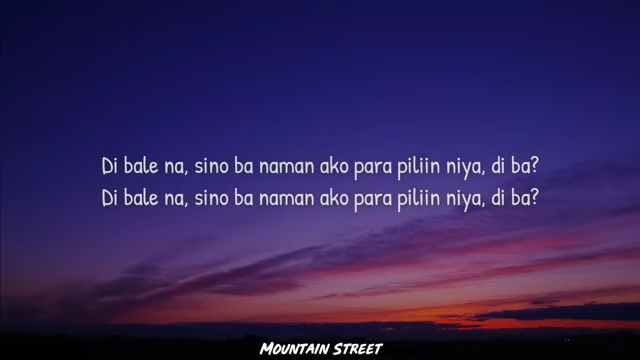 Di bale na, sino ba naman ako para piliin niya, di ba?
Di bale na, sino ba naman ako para piliin niya, di ba?
Mountain Street